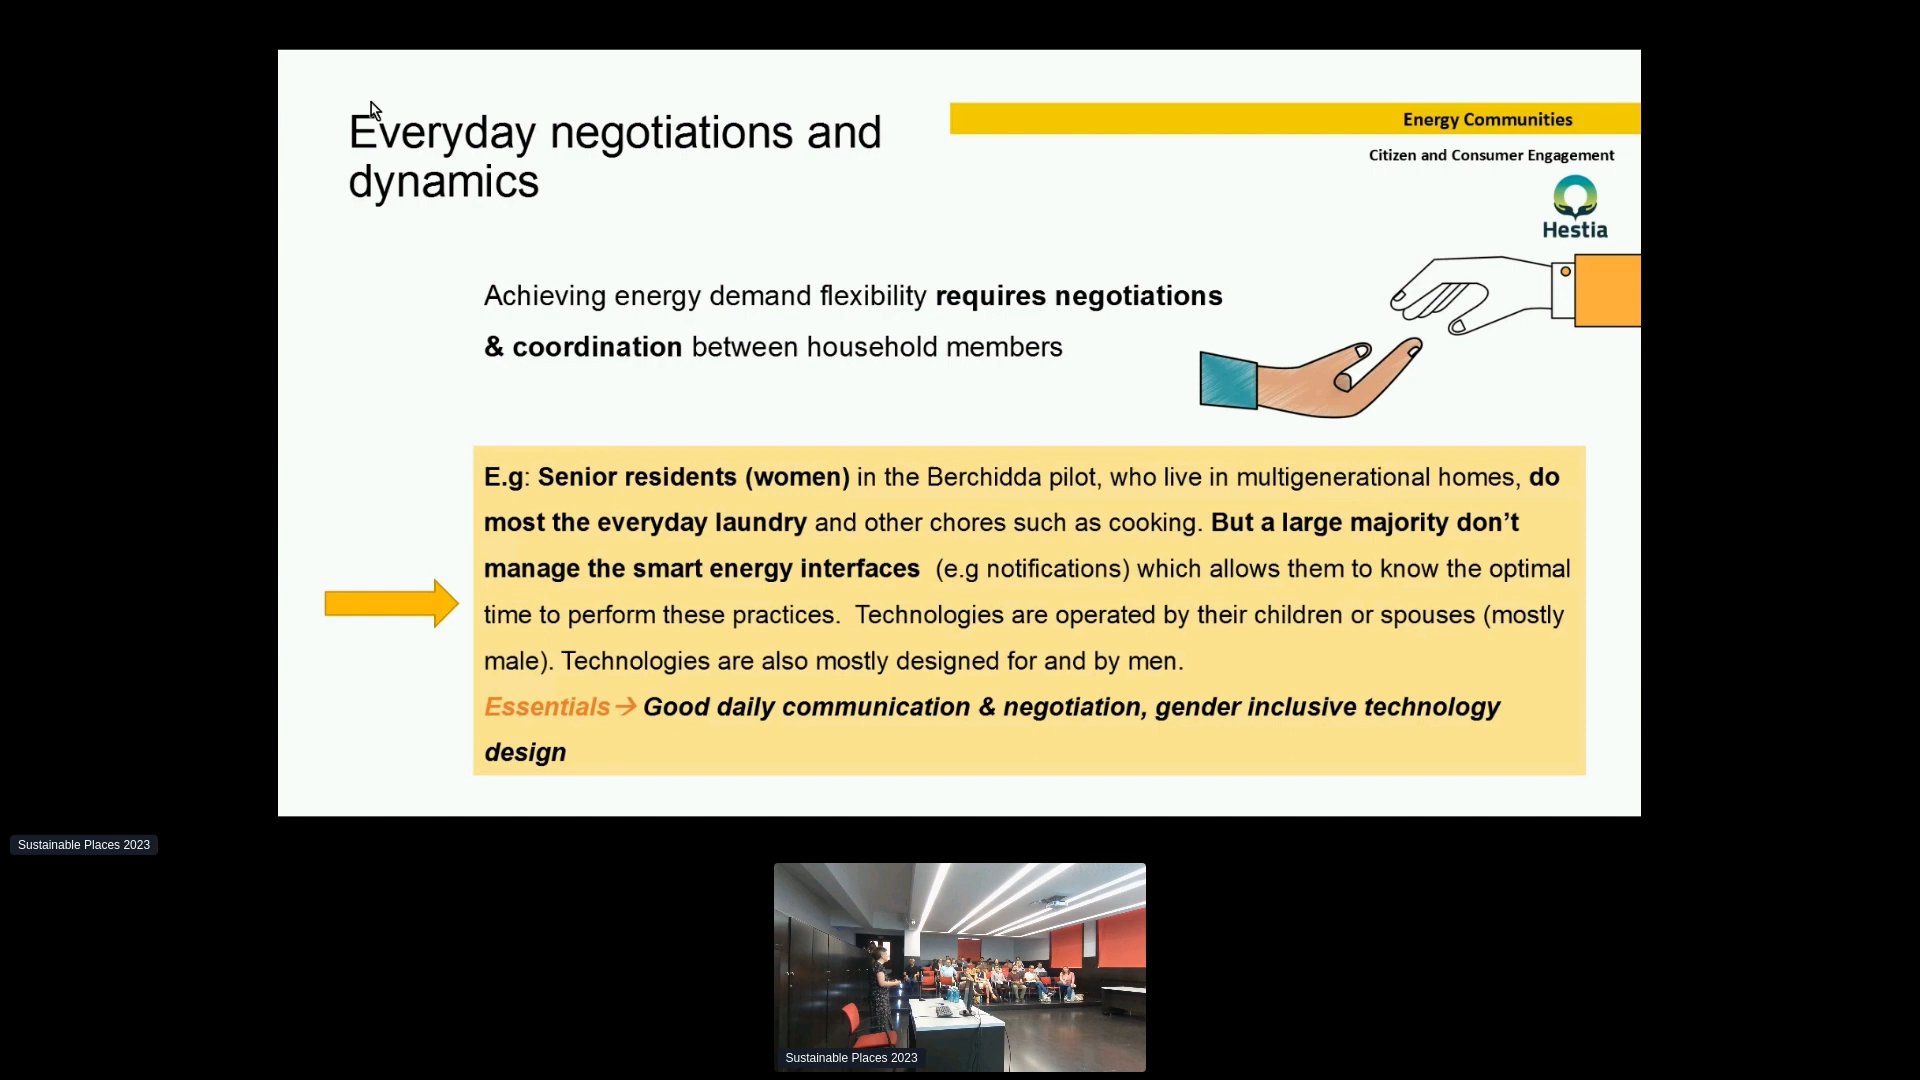 Everyday negotiations and
dynamics
Energy Communities
Citizen and Consumer Engagement
Hestia
Achieving energy demand flexibility requires negotiations
& coordination between household members
E.g: Senior residents (women) in the Berchidda pilot, who live in multigenerational homes, do
most the everyday laundry and other chores such as cooking. But a large majority don’t
manage the smart energy interfaces (e.g notifications) which allows them to know the optimal
time to perform these practices. Technologies are operated by their children or spouses (mostly
male). Technologies are also mostly designed for and by men.
Essentials→ Good daily communication & negotiation, gender inclusive technology
design
Sustainable Places 2023
Sustainable Places 2023